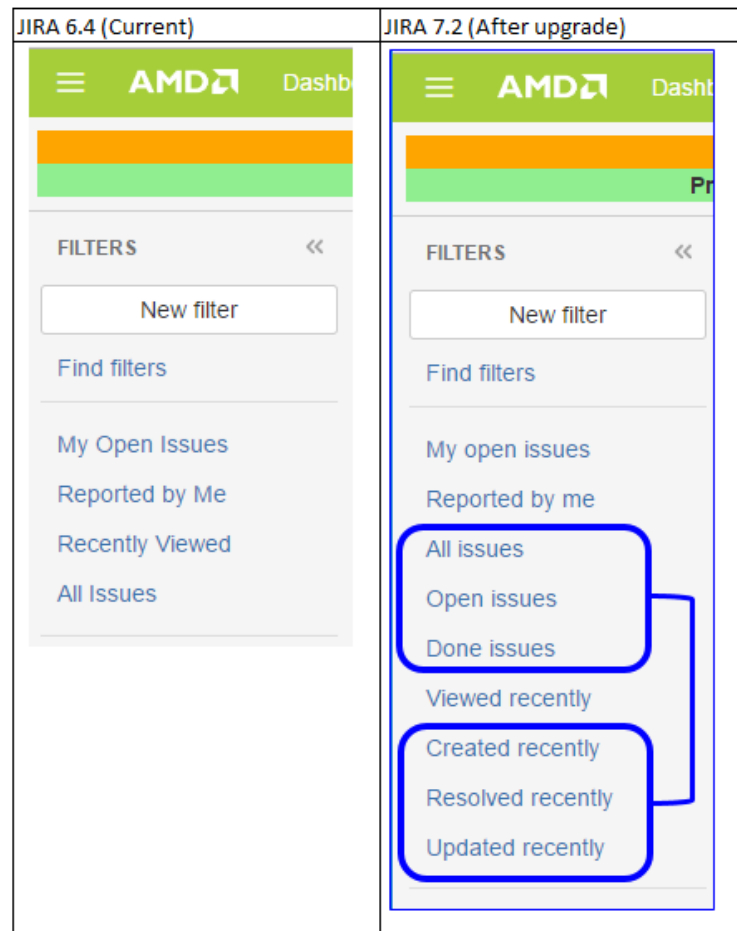 JIRA 6.4 (Current)
JIRA 7.2 (After upgrade)
AMD Dashb
FILTERS
New filter
Find filters
My Open Issues
Reported by Me
Recently Viewed
All Issues
AMD Dasht
Pr
FILTERS
New filter
Find filters
My open issues
Reported by me
All issues
Open issues
Done issues
Viewed recently
Created recently
Resolved recently
Updated recently